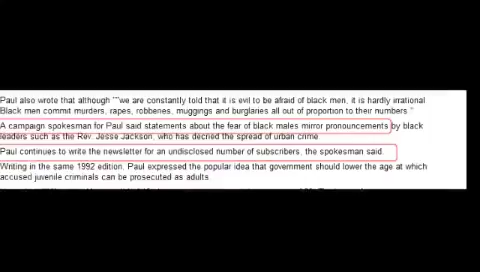 Paul also wrote that although ""we are constantly told that it is evil to be afraid of black men, it is hardly irrational.
Black men commit murders, rapes, robberies, muggings and burglaries all out of proportion to their numbers."
A campaign spokesman for Paul said statements about the fear of black males mirror pronouncements by black
leaders such as the Rev. Jesse Jackson, who has decried the spread of urban crime.
Paul continues to write the newsletter for an undisclosed number of subscribers, the spokesman said.
Writing in the same 1992 edition, Paul expressed the popular idea that government should lower the age at which
accused juvenile criminals can be prosecuted as adults.